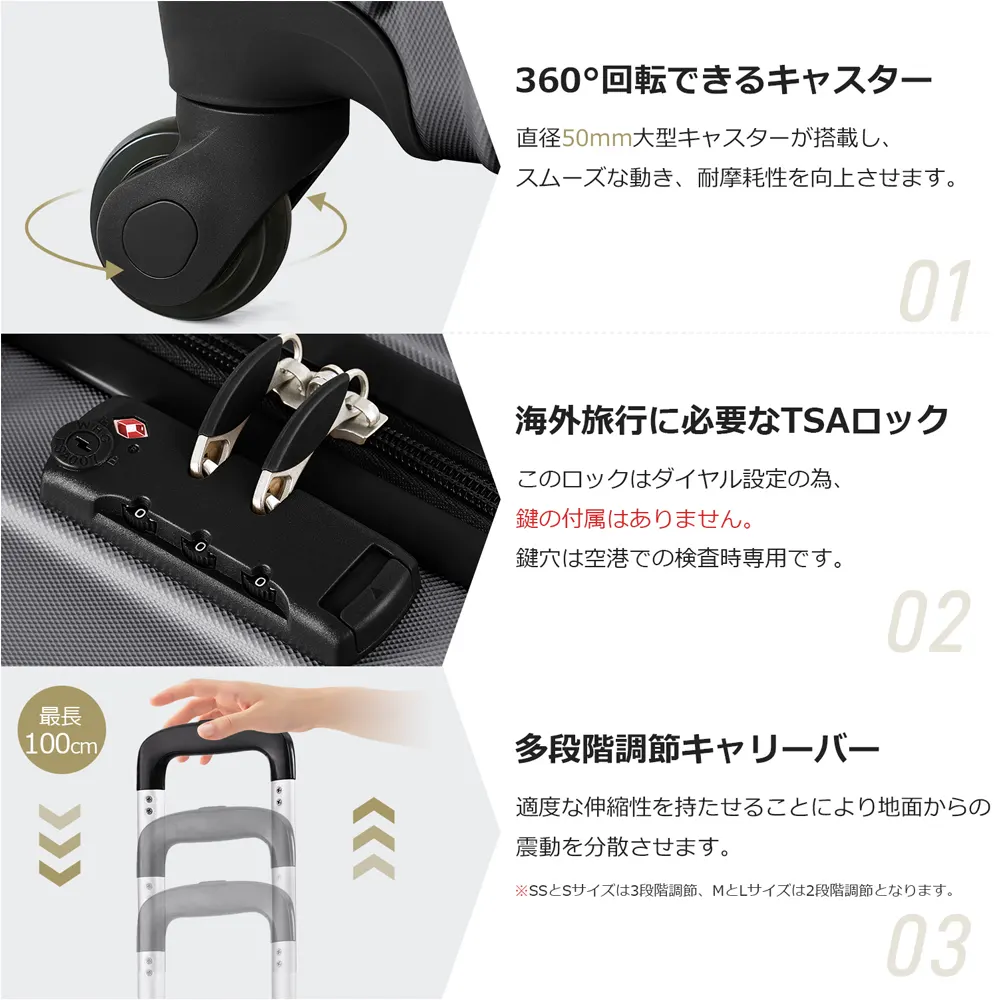 360°回転できるキャスター
直径50mm大型キャスターが搭載し、
スムーズな動き、耐摩耗性を向上させます。
01
海外旅行に必要なTSAロック
このロックはダイヤル設定の為、
鍵の付属はありません。
鍵穴は空港での検査時専用です。
0
0
0
02
最長
100cm
多段階調節キャリーバー
適度な伸縮性を持たせることにより地面からの
震動を分散させます。
※SSとSサイズは3段階調節、MとLサイズは2段階調節となります。
03